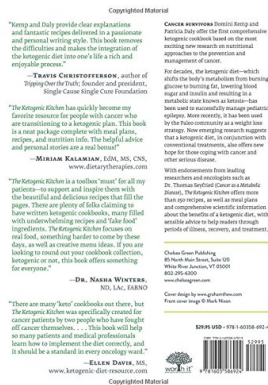 "Kemp and Daly provide clear explanations
and fantastic recipes delivered in a passionate
and personal writing style. This book removes
the difficulties and makes the integration of
the ketogenic diet into one's life a rich and
enjoyable process."
—TRAVIS CHRISTOFFERSON, author of
Tripping Over the Truth; founder and president,
Single Cause Single Cure Foundation
"The Ketogenic Kitchen has quickly become my
favorite resource for people with cancer who
are transitioning to a ketogenic plan. This book
is a neat package complete with meal plans,
recipes, and nutrition info. The helpful advice
and personal stories are a real bonus!"
—MIRIAM KALAMIAN, EdM, MS, CNS,
www.dietarytherapies.com
"The Ketogenic Kitchen is a toolbox 'must' for all my
patients—to support and inspire them with
the beautiful and delicious recipes that fill the
pages. There are plenty of folks claiming to
have written ketogenic cookbooks, many filled
with underwhelming recipes and 'fake food'
ingredients. The Ketogenic Kitchen focuses on
real food, something harder to come by these
days, as well as creative menu ideas. If you are
looking to round out your cookbook collection,
ketogenic or not, this book offers something
for everyone."
—DR. NASHA WINTERS,
ND, LAc, FABNO
"There are many 'keto' cookbooks out there, but
The Ketogenic Kitchen was specifically created for
cancer patients by two people who have fought
off cancer themselves. . . . This book will help
so many patients and medical professionals
learn how to implement the diet correctly, and
it should be a standard in every oncology ward."
—ELLEN DAVIS, MS,
www.ketogenic-diet-resource.com
CANCER SURVIVORS Domini Kemp and
Patricia Daly offer the first comprehensive
ketogenic cookbook based on the most
exciting new research on nutritional
approaches to the prevention and
management of cancer.
For decades, the ketogenic diet—which
shifts the body's metabolism from burning
glucose to burning fat, lowering blood
sugar and insulin and resulting in a
metabolic state known as ketosis—has
been used to successfully manage pediatric
epilepsy. More recently, it has been used
by the Paleo community as a weight loss
strategy. Now emerging research suggests
that a ketogenic diet, in conjunction with
conventional treatments, also offers new
hope for those coping with cancer and
other serious disease.
With endorsements from leading
researchers and oncologists such as
Dr. Thomas Seyfried (Cancer as a Metabolic
Disease), The Ketogenic Kitchen offers more
than 250 recipes, as well as meal plans
and comprehensive scientific information
about the benefits of a ketogenic diet, with
sensible advice to help readers through
periods of illness, recovery, and treatment.
Chelsea Green Publishing
85 North Main Street, Suite 120
White River Junction, VT 05001
802-295-6300
www.chelseagreen.com
Cover design by www.grahamthew.com
Front cover image © Mark Nixon
$29.95 USD
worth it